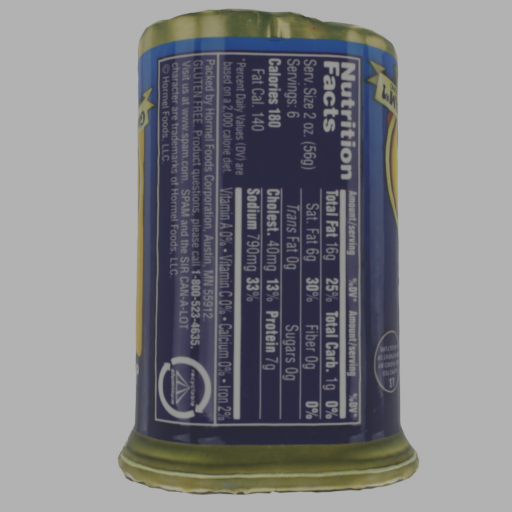 Nutrition
Facts
Serv. Size 2 oz. (56g)
Servings: 6
Calories 180
Fat Cal. 140
*Percent Daily Values (DV) are
based on a 2,000 calorie diet.
Amount/serving %DV* Amount/serving %DV*
Total Fat 16g 25% Total Carb. 1g 0%
Sat. Fat 6g 30% Fiber 0g 0%
Trans Fat 0g Sugars 0g
Cholest. 40mg 13% Protein 7g
Sodium 790mg 33%
Vitamin A 0% • Vitamin C 0% • Calcium 0% • Iron 2%
Packed by Hormel Foods Corporation, Austin, MN 55912
GLUTEN FREE. Product questions, please call 1-800-523-4635.
Visit us at www.spam.com. SPAM and the SIR CAN-A-LOT
character are trademarks of Hormel Foods, LLC.
© Hormel Foods, LLC
recyclable